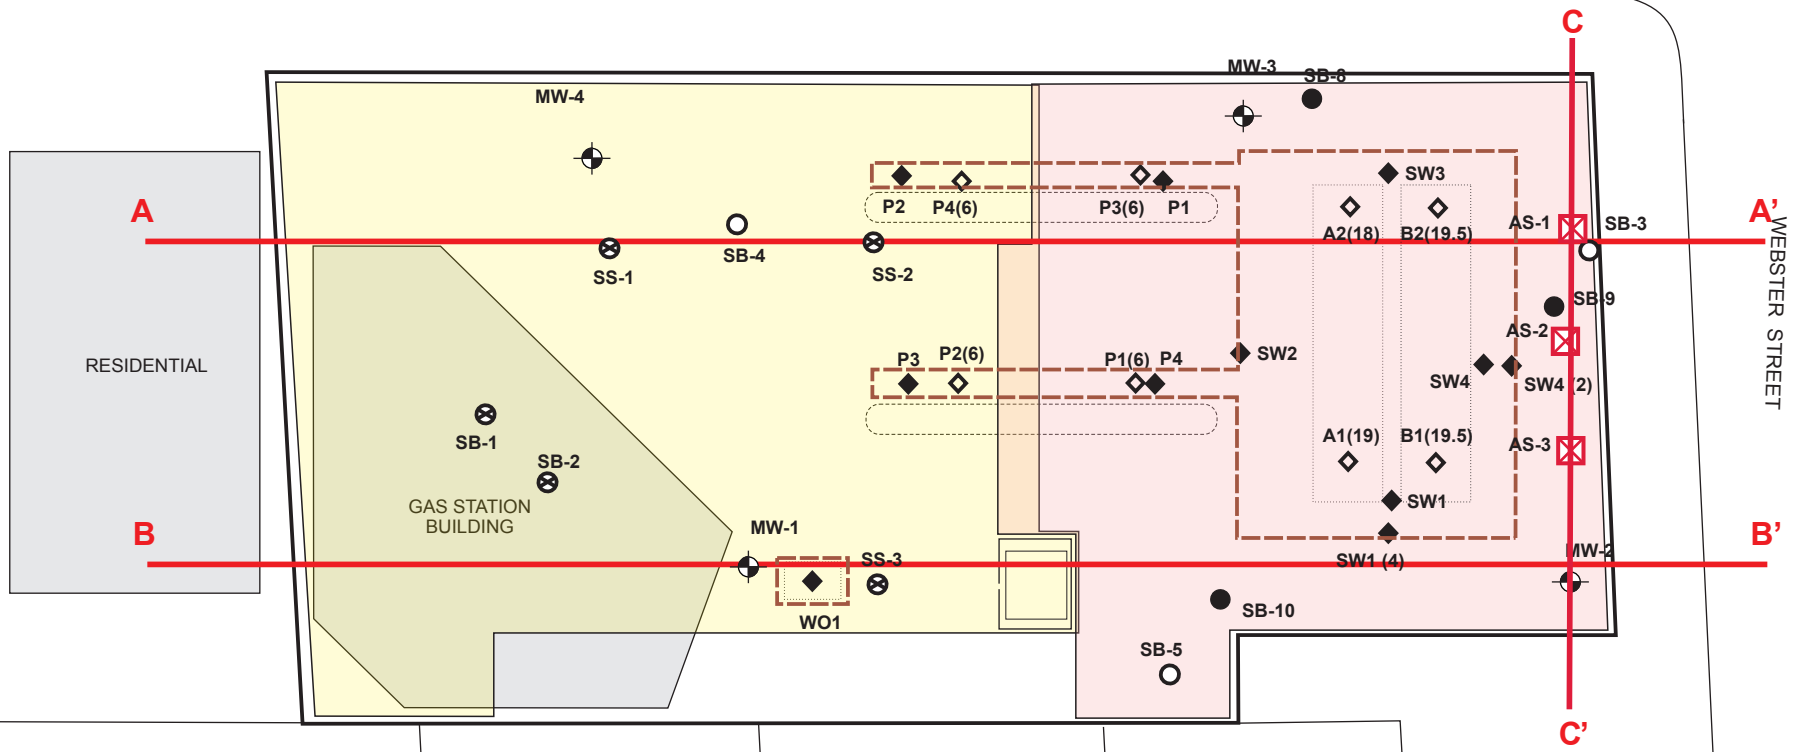 C
MW-3
SB-8
MW-4
SW3
P2
P4(6)
P3(6)
P1
A
A'
AS-1
SB-3
A2(18)
B2(19.5)
SB-4
SS-1
SS-2
WEBSTER STREET
SB-9
AS-2
RESIDENTIAL
P3
P2(6)
P1(6)
P4
SW2
SW4
SW4 (2)
SB-1
A1(19)
B1(19.5)
AS-3
SB-2
GAS STATION
BUILDING
SW1
B
MW-1
B'
SS-3
SW1 (4)
MW-2
WO1
SB-10
SB-5
C'